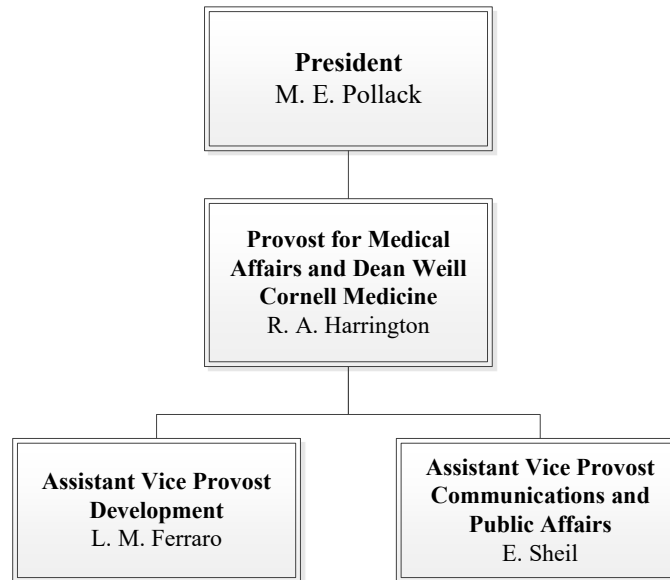 President
M. E. Pollack
Provost for Medical
Affairs and Dean Weill
Cornell Medicine
R. A. Harrington
Assistant Vice Provost
Development
L. M. Ferraro
Assistant Vice Provost
Communications and
Public Affairs
E. Sheil